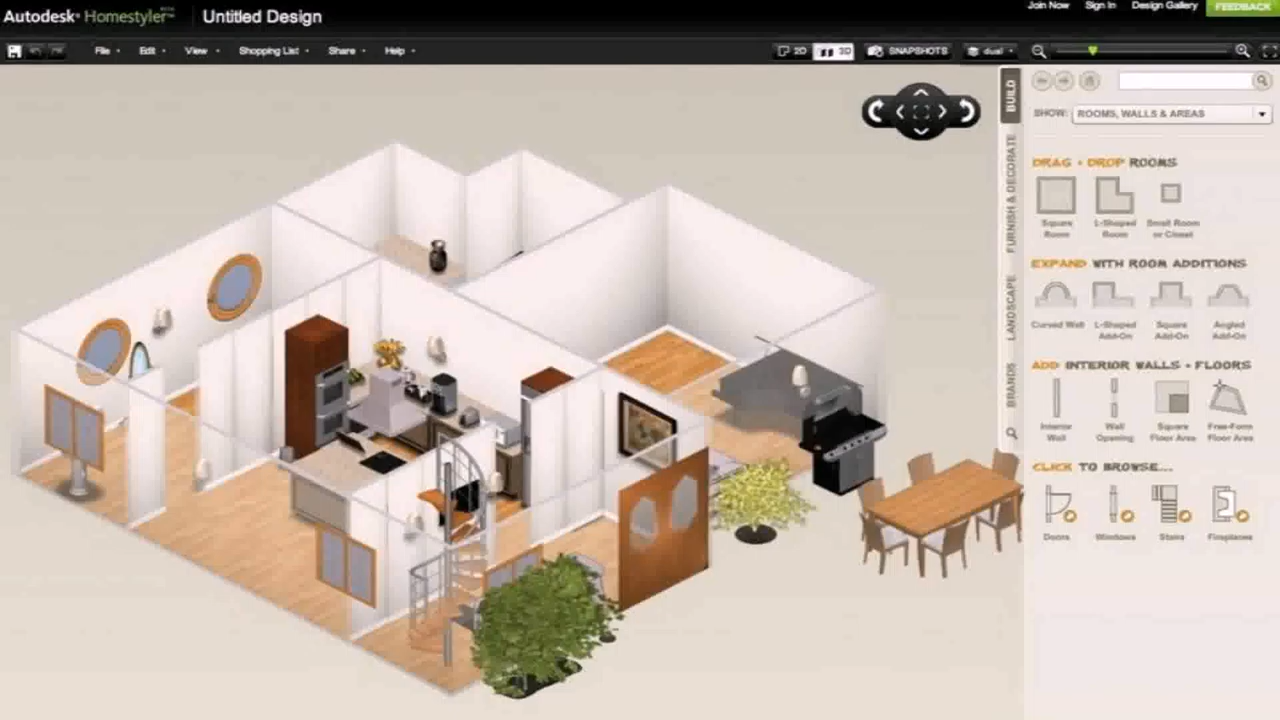 Autodesk Homestyler BETA Untitled Design
Join Now Sign In Design Gallery FEEDBACK
File Edit View Shopping List Share Help 2D 3D SNAPSHOTS dual
BUILD
FURNISH & DECORATE
LANDSCAPE
BRANDS
SHOW: ROOMS, WALLS & AREAS
DRAG + DROP ROOMS
Square Room
L-Shaped Room
Small Room or Closet
EXPAND WITH ROOM ADDITIONS
Curved Wall
L-Shaped Add-On
Square Add-On
Angled Add-On
ADD INTERIOR WALLS + FLOORS
Interior Wall
Wall Opening
Square Floor Area
Free-Form Floor Area
CLICK TO BROWSE...
Doors
Windows
Stairs
Fireplaces